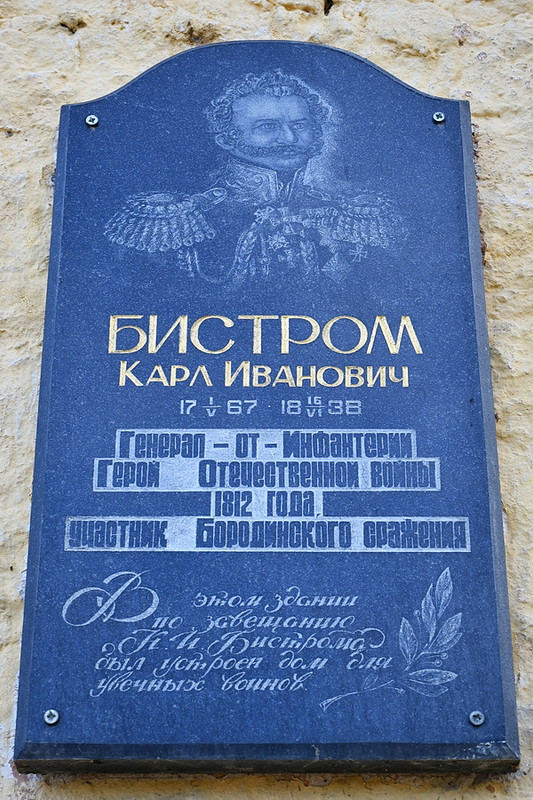 БИСТРОМ
КАРЛ ИВАНОВИЧ
17 1/V 67 · 18 16/VI 38
Генерал - от - Инфантерии
Герой Отечественной войны
1812 года,
участник Бородинского сражения
В этом здании
по завещанию
К. И. Бистрома
был устроен дом для
увечных воинов.